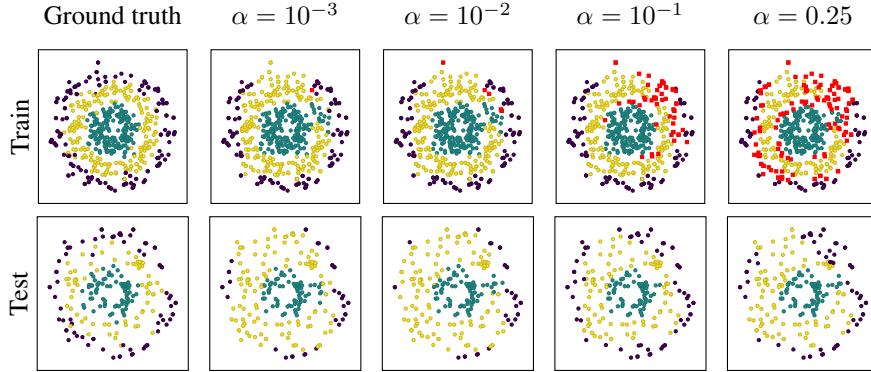 Ground truth α = 10⁻³ α = 10⁻² α = 10⁻¹ α = 0.25
Train
Test